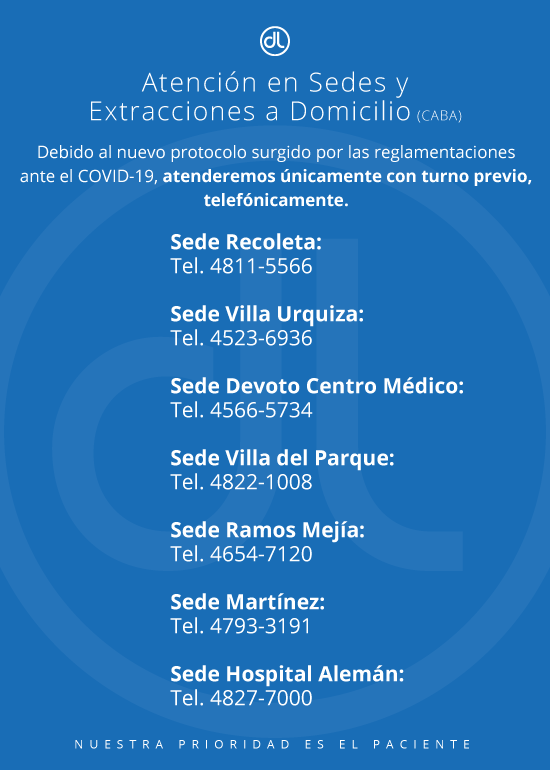 dl
Atención en Sedes y
Extracciones a Domicilio (CABA)
Debido al nuevo protocolo surgido por las reglamentaciones
ante el COVID-19, atenderemos únicamente con turno previo,
telefónicamente.
Sede Recoleta:
Tel. 4811-5566
Sede Villa Urquiza:
Tel. 4523-6936
Sede Devoto Centro Médico:
Tel. 4566-5734
Sede Villa del Parque:
Tel. 4822-1008
Sede Ramos Mejía:
Tel. 4654-7120
Sede Martínez:
Tel. 4793-3191
Sede Hospital Alemán:
Tel. 4827-7000
NUESTRA PRIORIDAD ES EL PACIENTE